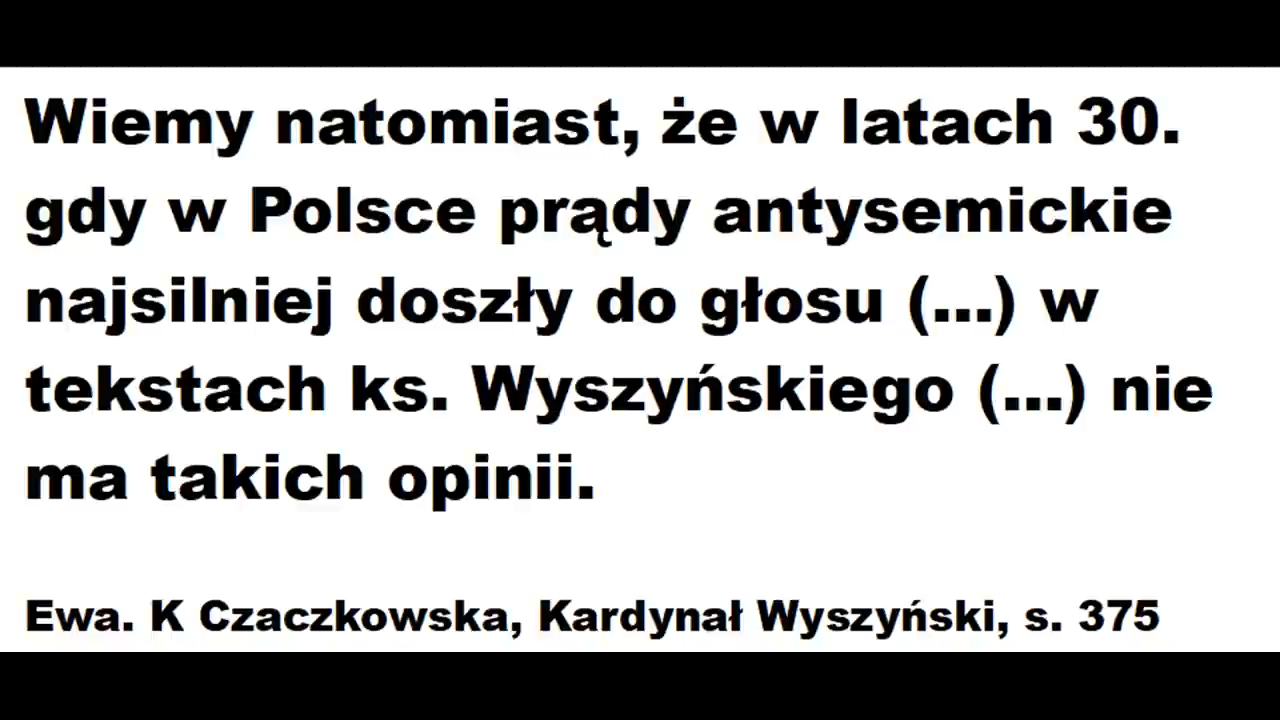 Wiemy natomiast, że w latach 30.
gdy w Polsce prądy antysemickie
najsilniej doszły do głosu (...) w
tekstach ks. Wyszyńskiego (...) nie
ma takich opinii.
Ewa. K Czaczkowska, Kardynał Wyszyński, s. 375